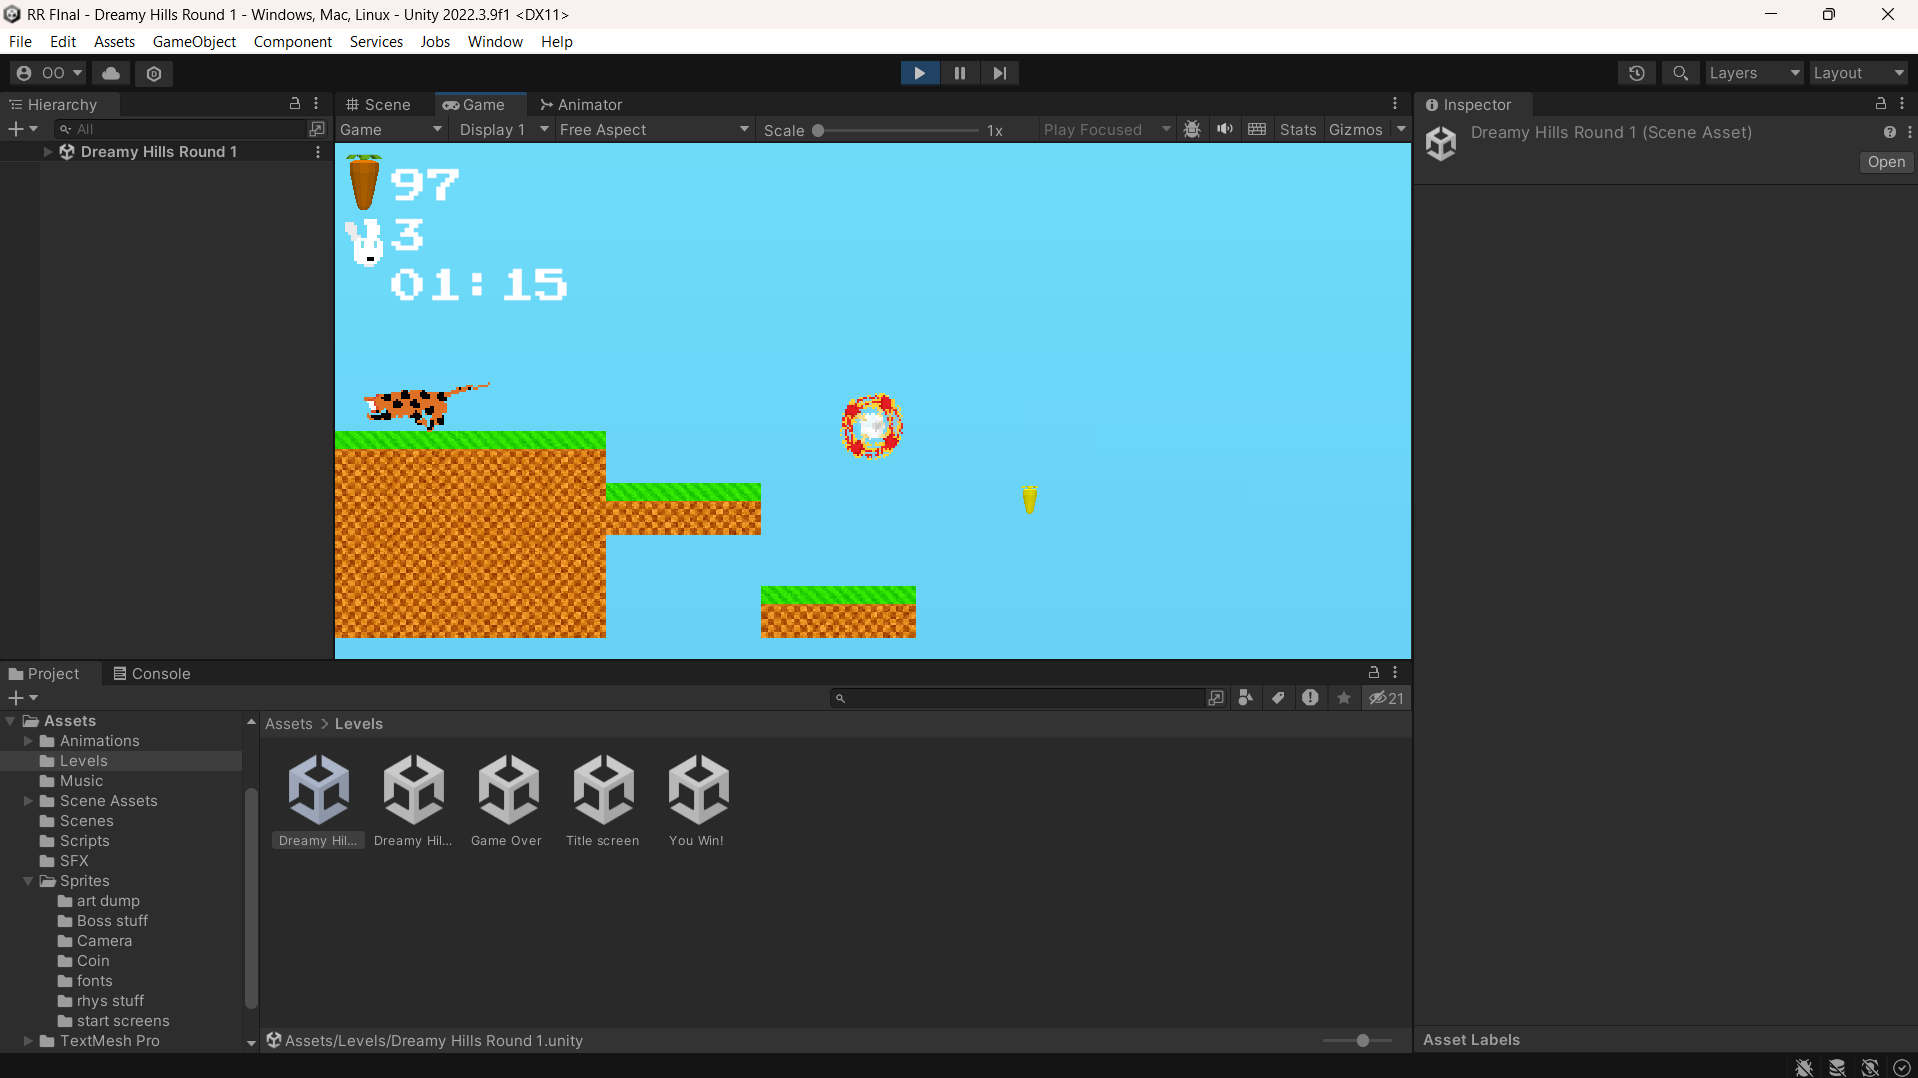 RR FInal - Dreamy Hills Round 1 - Windows, Mac, Linux - Unity 2022.3.9f1 <DX11>
File Edit Assets GameObject Component Services Jobs Window Help
OO
Layers Layout
Hierarchy
Scene Game Animator
Inspector
All
Game Display 1 Free Aspect Scale 1x Play Focused Stats Gizmos
Dreamy Hills Round 1
Dreamy Hills Round 1 (Scene Asset)
Open
97
3
01:15
Project Console
21
Assets
Animations
Levels
Music
Scene Assets
Scenes
Scripts
SFX
Sprites
art dump
Boss stuff
Camera
Coin
fonts
rhys stuff
start screens
TextMesh Pro
Assets > Levels
Dreamy Hil... Dreamy Hil... Game Over Title screen You Win!
Assets/Levels/Dreamy Hills Round 1.unity
Asset Labels